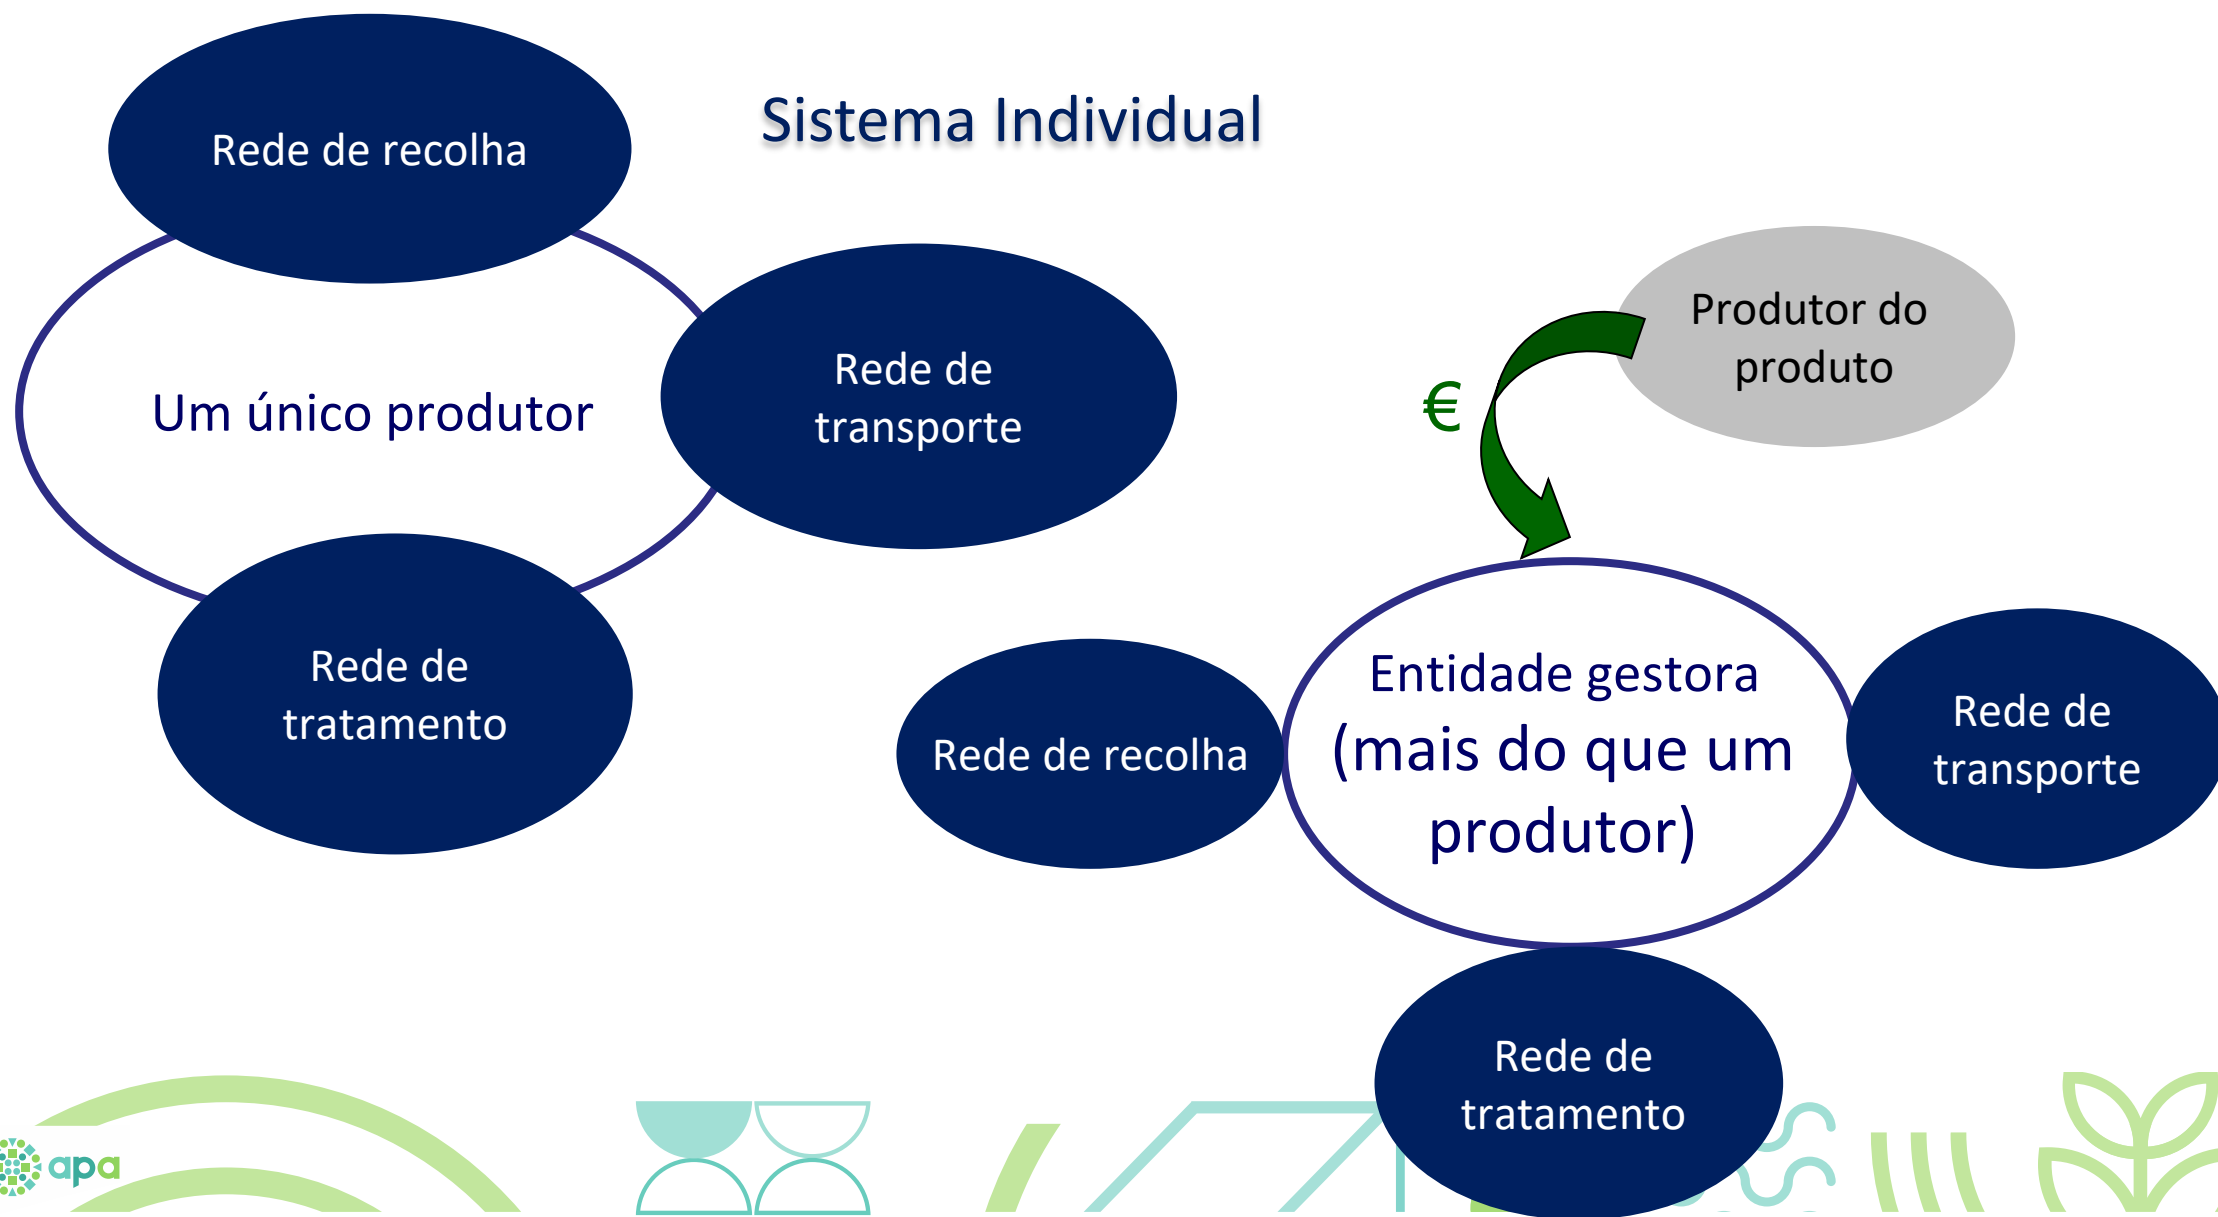 Sistema Individual
Rede de recolha
Um único produtor
Rede de
transporte
Rede de
tratamento
Produtor do
produto
€
Entidade gestora
(mais do que um
produtor)
Rede de recolha
Rede de
transporte
Rede de
tratamento
apa